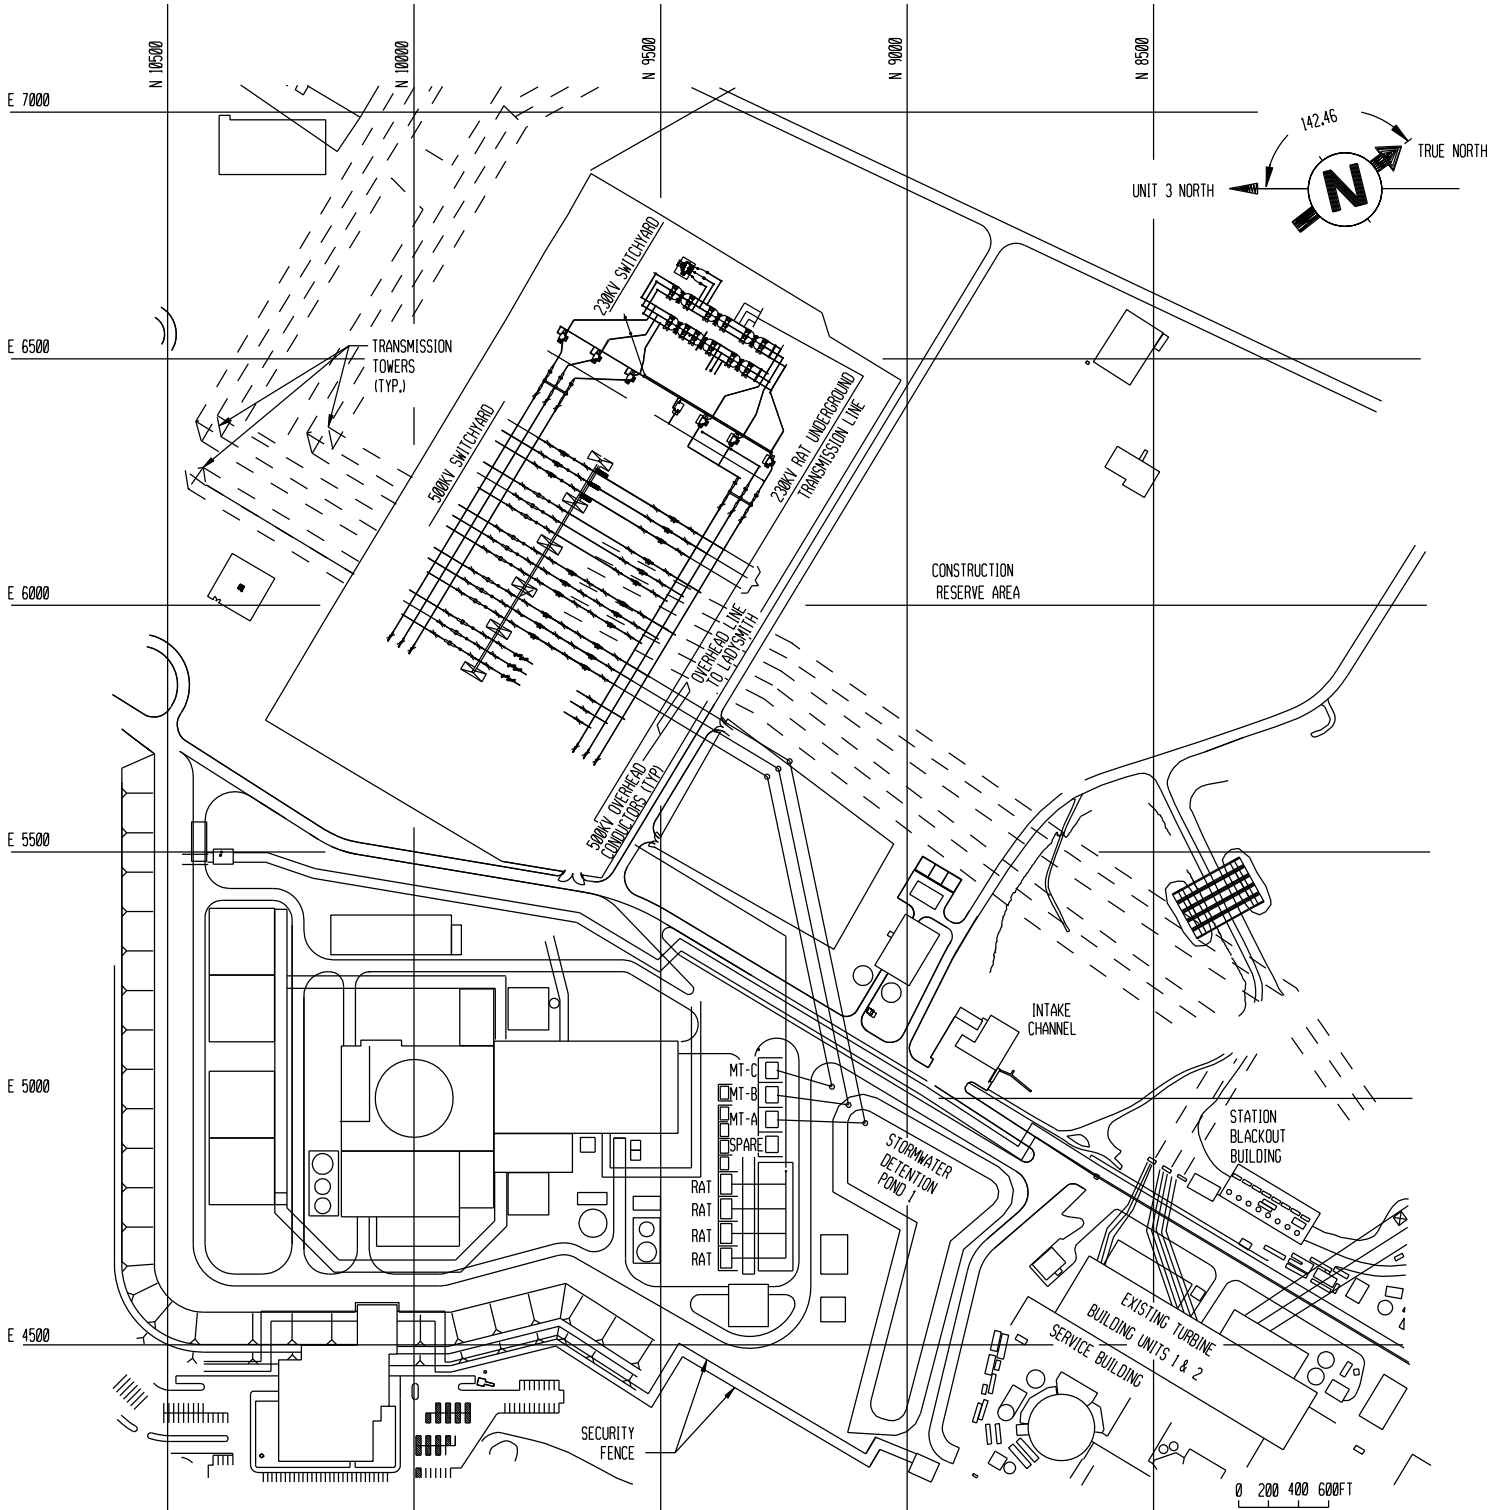 N 10500
N 10000
N 9500
N 9000
N 8500
E 7000
142.46
TRUE NORTH
UNIT 3 NORTH
N
230KV SWITCHYARD
E 6500
TRANSMISSION
TOWERS
(TYP.)
500KV SWITCHYARD
230KV RAT UNDERGROUND
TRANSMISSION LINE
CONSTRUCTION
RESERVE AREA
E 6000
OVERHEAD LINE
TO LADYSMITH
500KV OVERHEAD
CONDUCTORS (TYP)
E 5500
INTAKE
CHANNEL
E 5000
MT-C
MT-B
MT-A
SPARE
STATION
BLACKOUT
BUILDING
STORMWATER
DETENTION
POND 1
RAT
RAT
RAT
RAT
EXISTING TURBINE
BUILDING UNITS 1 & 2
SERVICE BUILDING
E 4500
SECURITY
FENCE
0 200 400 600FT